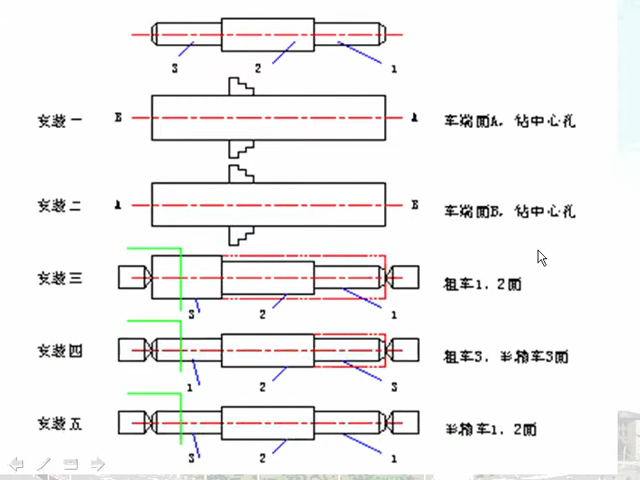 3 2 1
安装一 B A 车端面A，钻中心孔
安装二 A B 车端面B，钻中心孔
安装三 粗车1，2面
3 2 1
安装四 粗车3，半精车3面
1 2 3
安装五 半精车1，2面
3 2 1